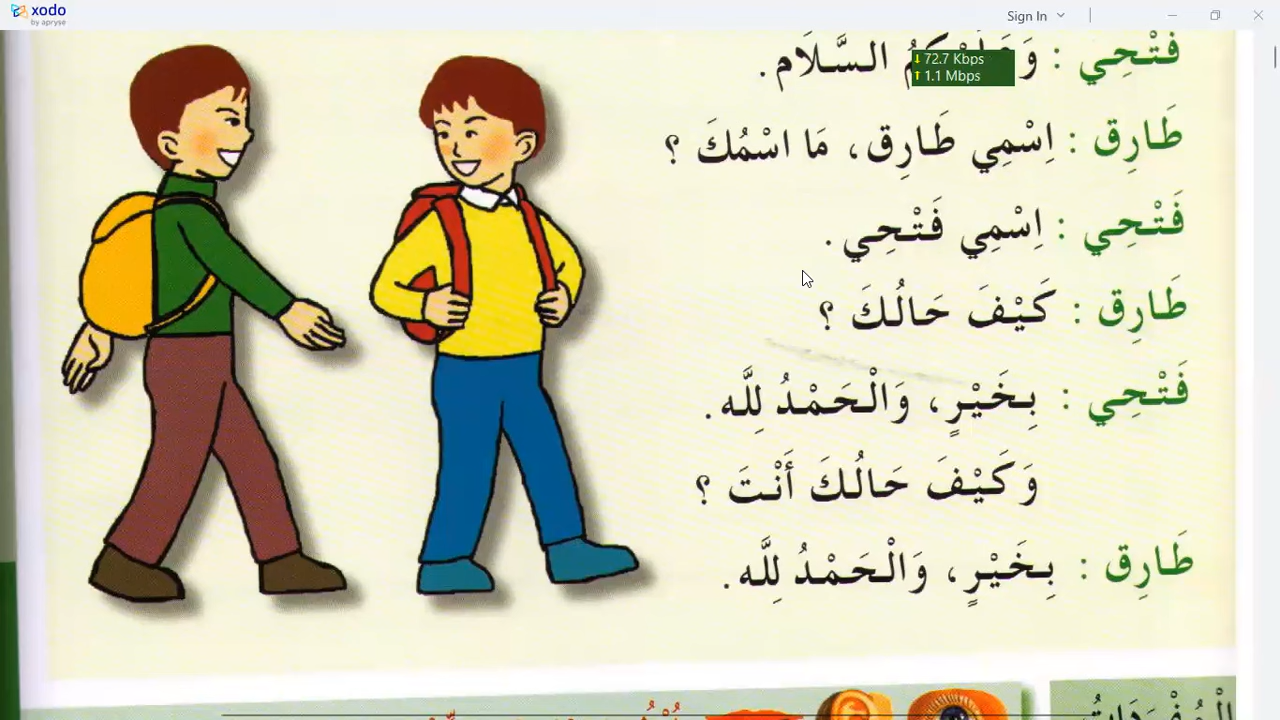 xodo
by apryse
Sign In
فَتْحِي : السَّلَام .
72.7 Kbps
1.1 Mbps
طَارِق : اِسْمِي طَارِق، مَا اسْمُكَ ؟
فَتْحِي : اِسْمِي فَتْحِي .
طَارِق : كَيْفَ حَالُكَ ؟
فَتْحِي : بِخَيْرٍ، وَالْحَمْدُ لِلَّه .
وَكَيْفَ حَالُكَ أَنْتَ ؟
طَارِق : بِخَيْرٍ، وَالْحَمْدُ لِلَّه .